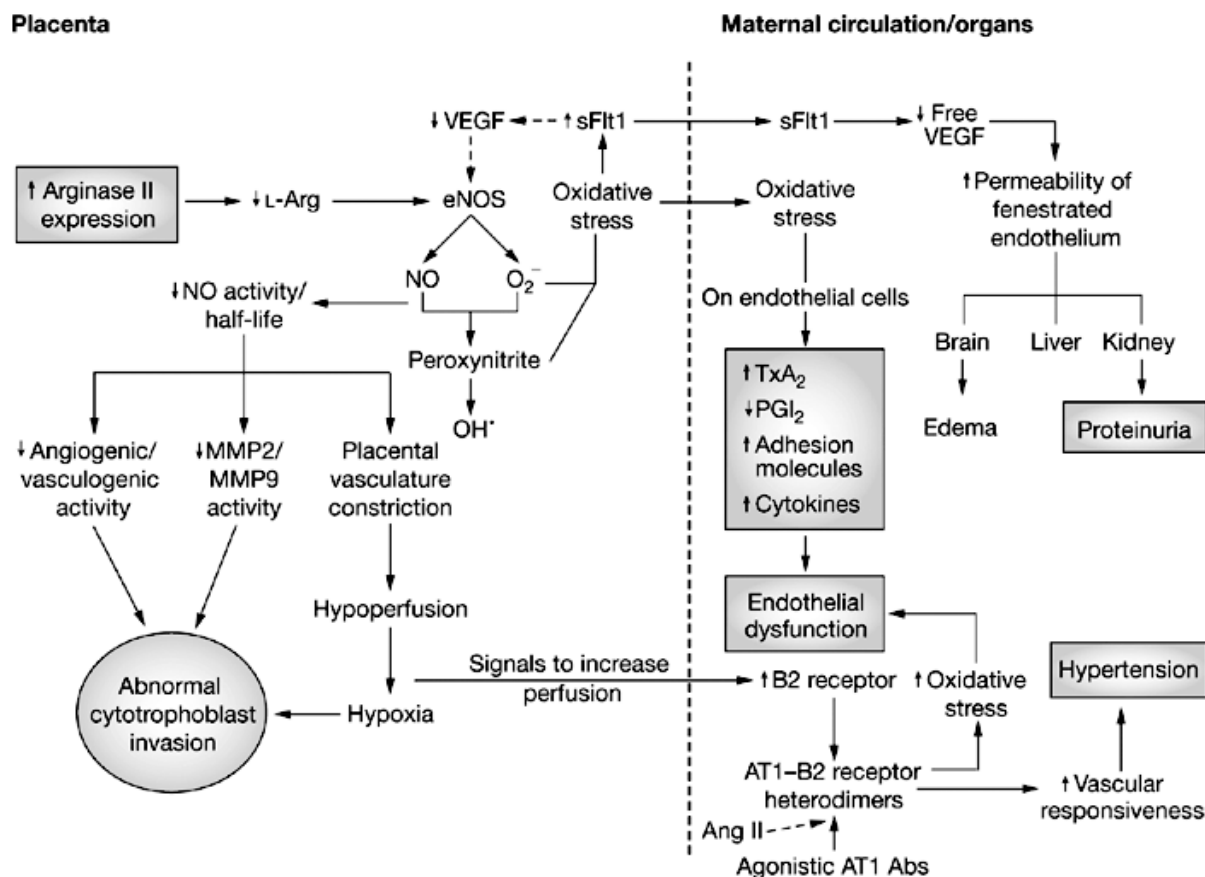 Placenta
Maternal circulation/organs
↓ VEGF
↑ sFlt1
sFlt1
↓ Free
VEGF
↑ Arginase II
expression
↓ L-Arg
eNOS
Oxidative
stress
Oxidative
stress
↑ Permeability of
fenestrated
endothelium
NO
O₂⁻
↓ NO activity/
half-life
On endothelial cells
Peroxynitrite
Brain
Liver
Kidney
OH•
↑ TxA₂
↓ PGI₂
↑ Adhesion
molecules
↑ Cytokines
Edema
Proteinuria
↓ Angiogenic/
vasculogenic
activity
↓ MMP2/
MMP9
activity
Placental
vasculature
constriction
Hypoperfusion
Endothelial
dysfunction
Signals to increase
perfusion
↑ B2 receptor
↑ Oxidative
stress
Hypertension
Abnormal
cytotrophoblast
invasion
Hypoxia
AT1–B2 receptor
heterodimers
↑ Vascular
responsiveness
Ang II
Agonistic AT1 Abs